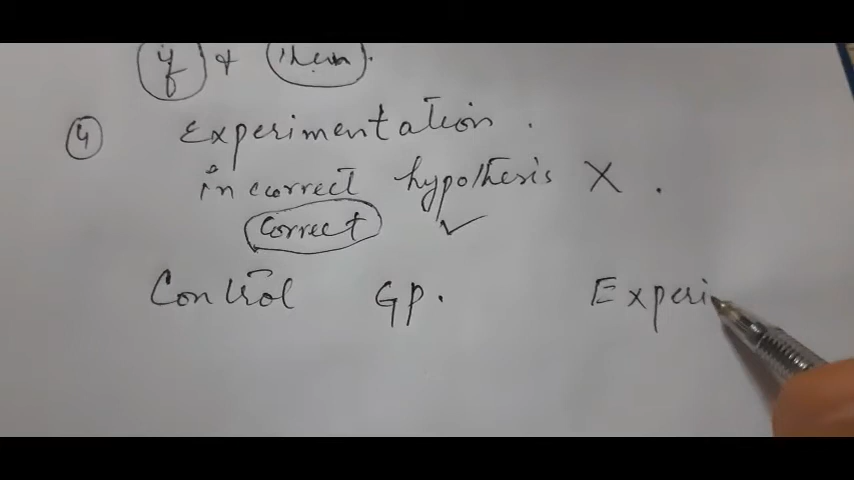 if & then.
4 Experimentation.
incorrect hypothesis X.
correct ✓
Control Gp. Experi